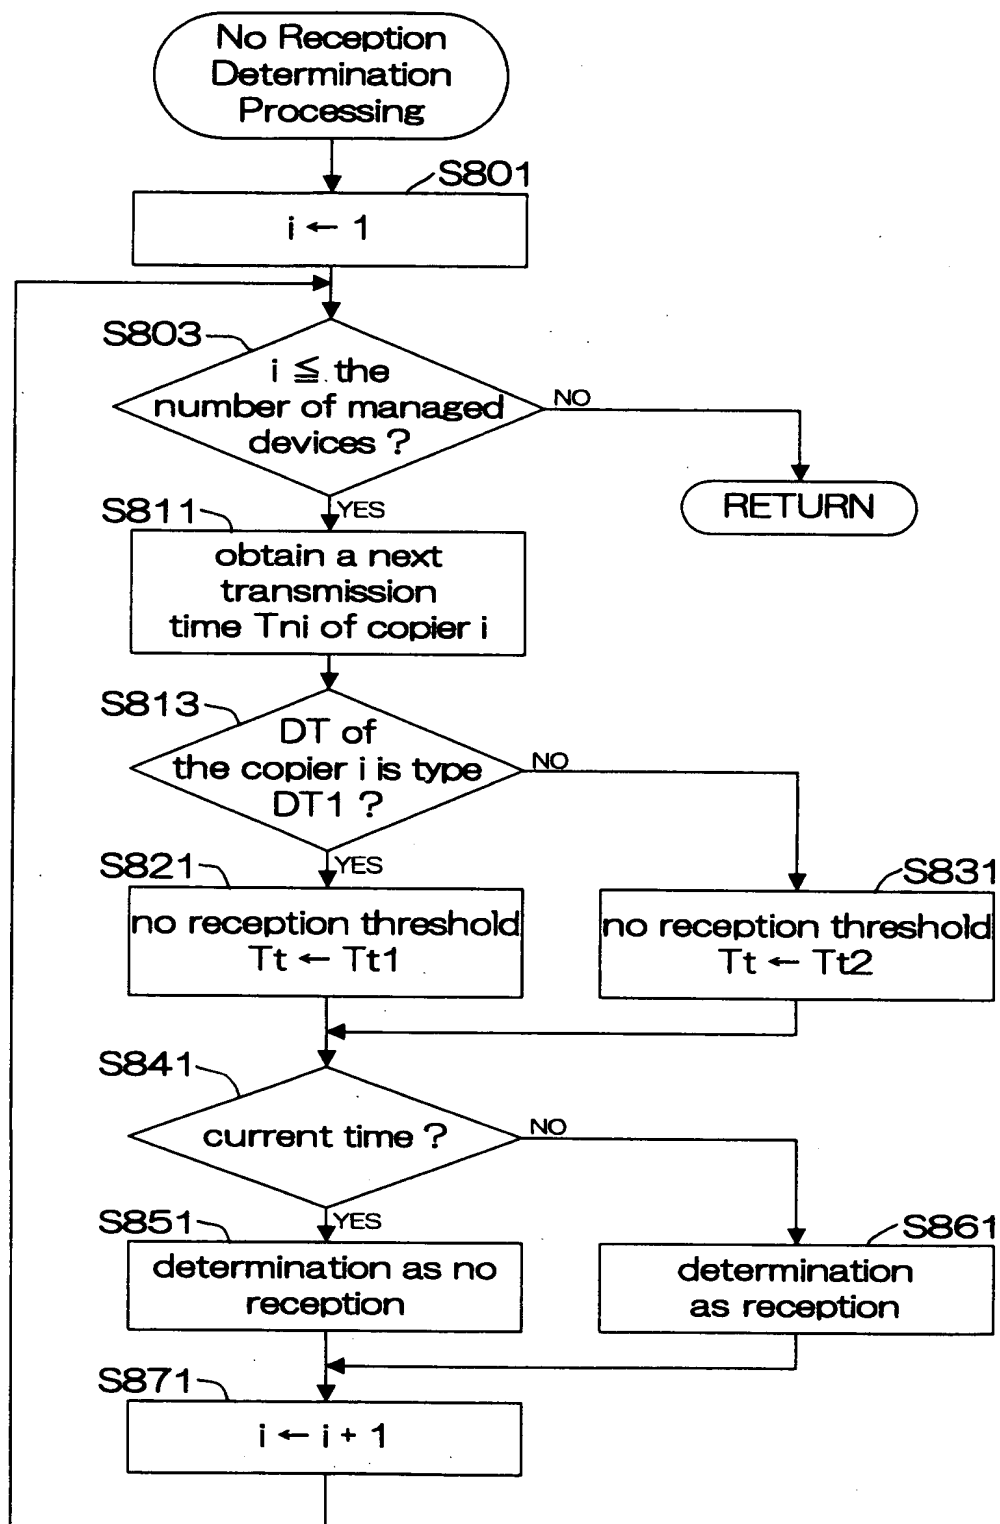 No Reception
Determination
Processing
S801
i ← 1
S803
i ≦ the
number of managed
devices ?
NO
RETURN
YES
S811
obtain a next
transmission
time Tni of copier i
S813
DT of
the copier i is type
DT1 ?
NO
YES
S821
no reception threshold
Tt ← Tt1
S831
no reception threshold
Tt ← Tt2
S841
current time ?
NO
YES
S851
determination as no
reception
S861
determination
as reception
S871
i ← i + 1